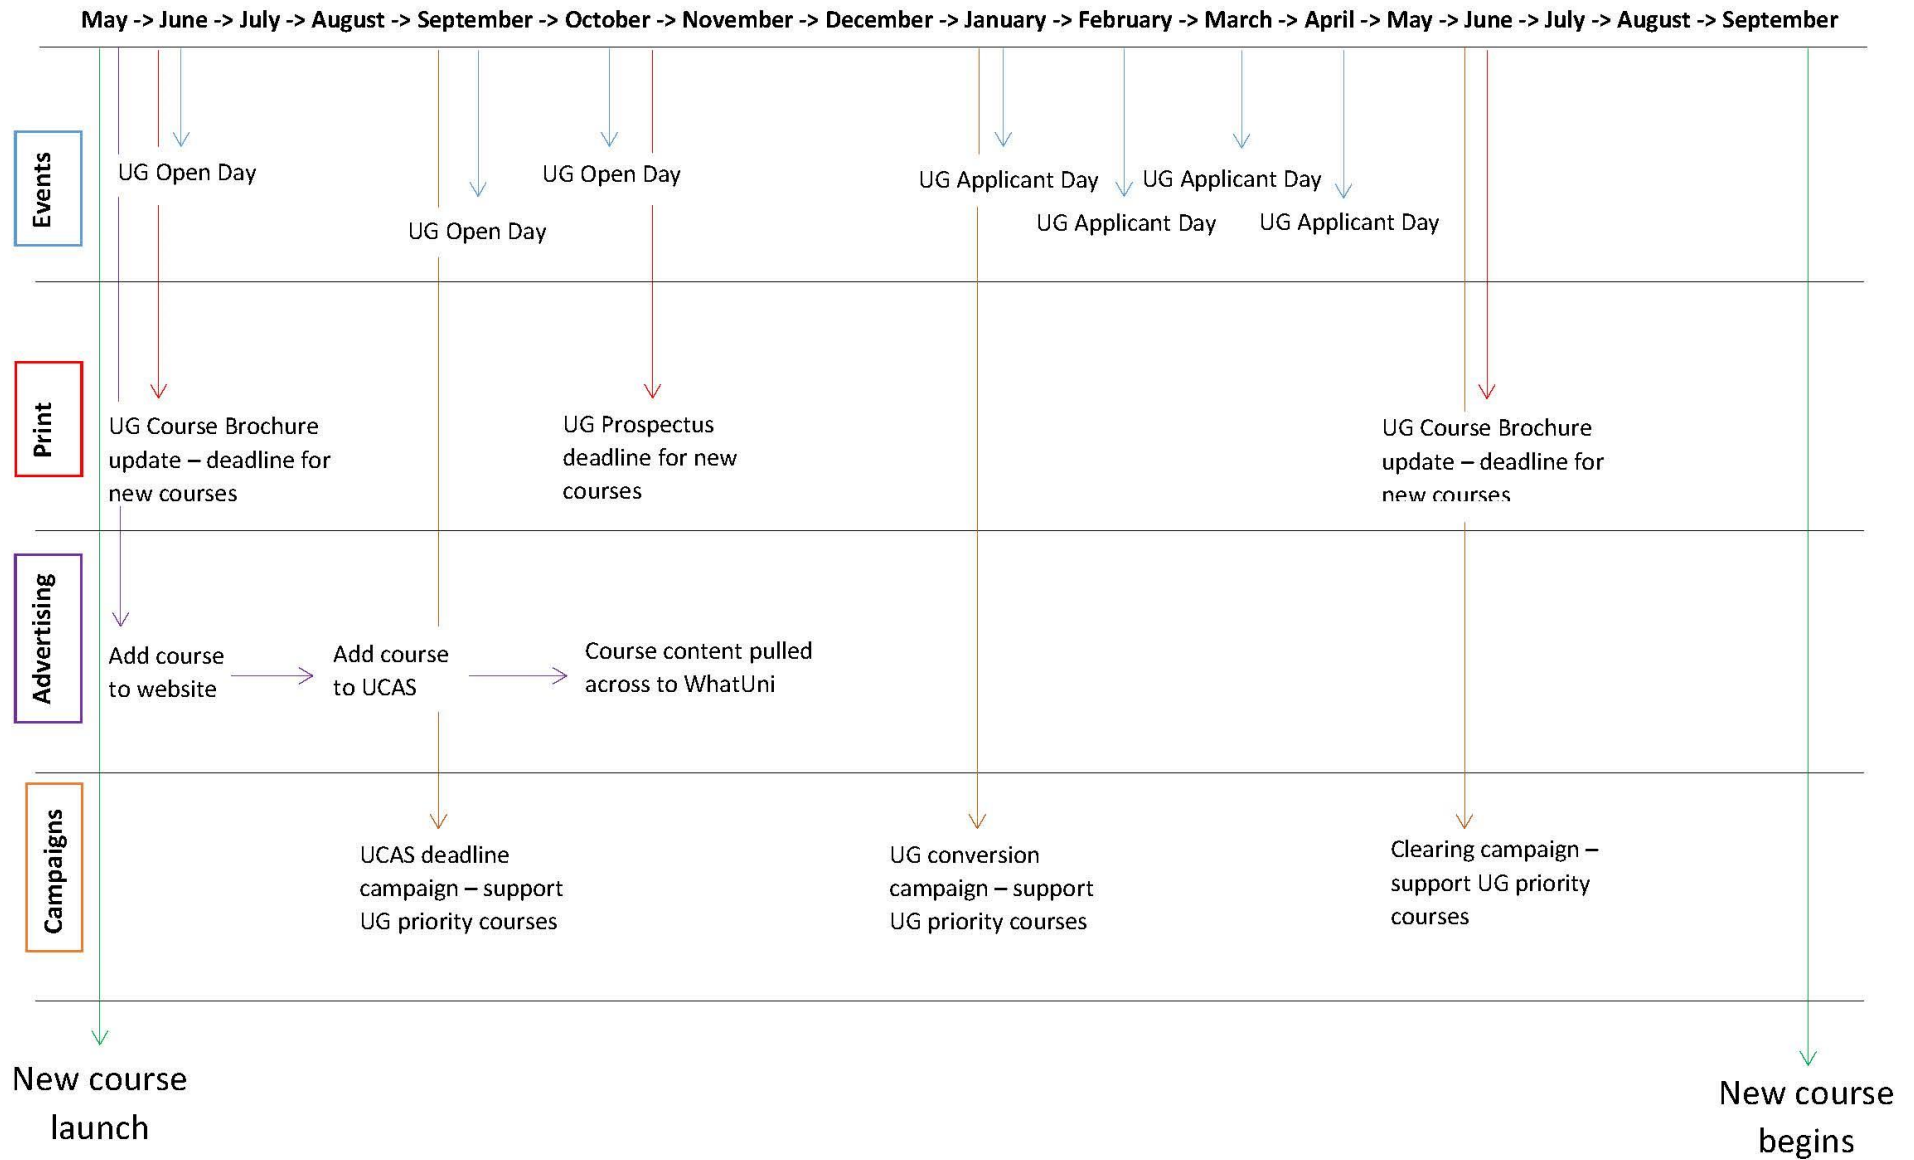 May -> June -> July -> August -> September -> October -> November -> December -> January -> February -> March -> April -> May -> June -> July -> August -> September
Events
UG Open Day
UG Open Day
UG Open Day
UG Applicant Day
UG Applicant Day
UG Applicant Day
UG Applicant Day
Print
UG Course Brochure
update – deadline for
new courses
UG Prospectus
deadline for new
courses
UG Course Brochure
update – deadline for
new courses
Advertising
Add course
to website
Add course
to UCAS
Course content pulled
across to WhatUni
Campaigns
UCAS deadline
campaign – support
UG priority courses
UG conversion
campaign – support
UG priority courses
Clearing campaign –
support UG priority
courses
New course
launch
New course
begins